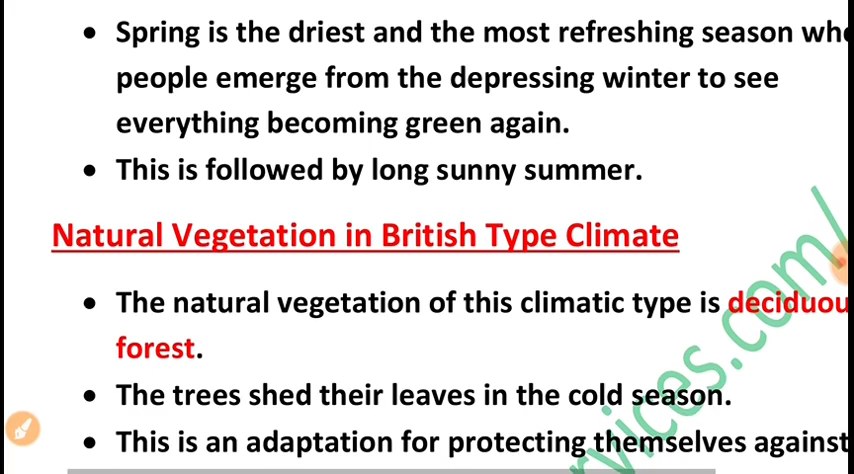 • Spring is the driest and the most refreshing season
people emerge from the depressing winter to see
everything becoming green again.
• This is followed by long sunny summer.
Natural Vegetation in British Type Climate
• The natural vegetation of this climatic type is
forest.
• The trees shed their leaves in the cold season.
• This is an adaptation for protecting themselves against
rvices.com/